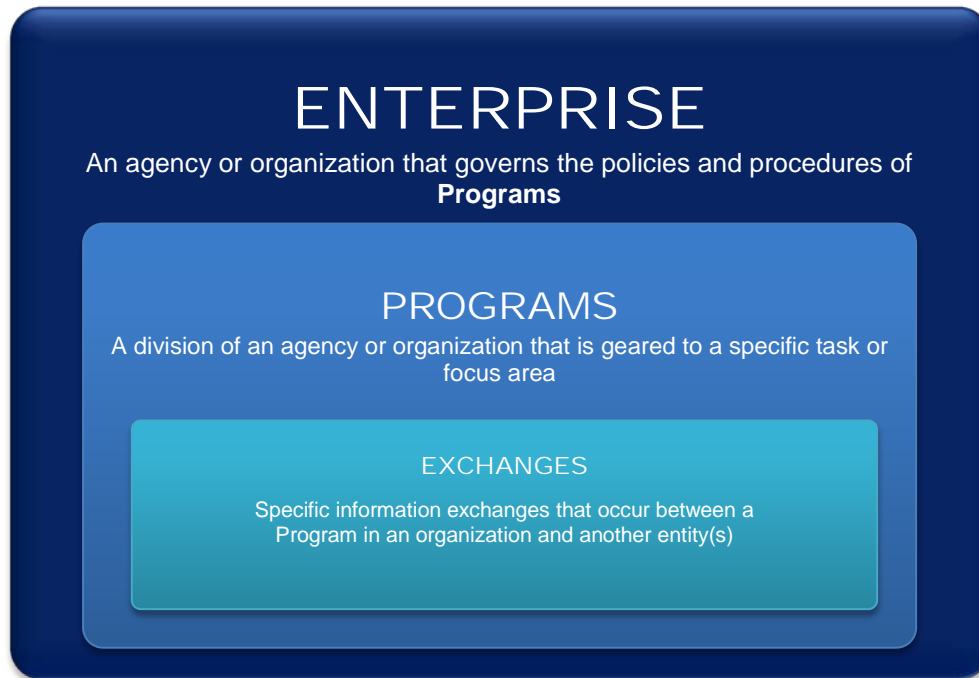 ENTERPRISE
An agency or organization that governs the policies and procedures of
Programs
PROGRAMS
A division of an agency or organization that is geared to a specific task or
focus area
EXCHANGES
Specific information exchanges that occur between a
Program in an organization and another entity(s)